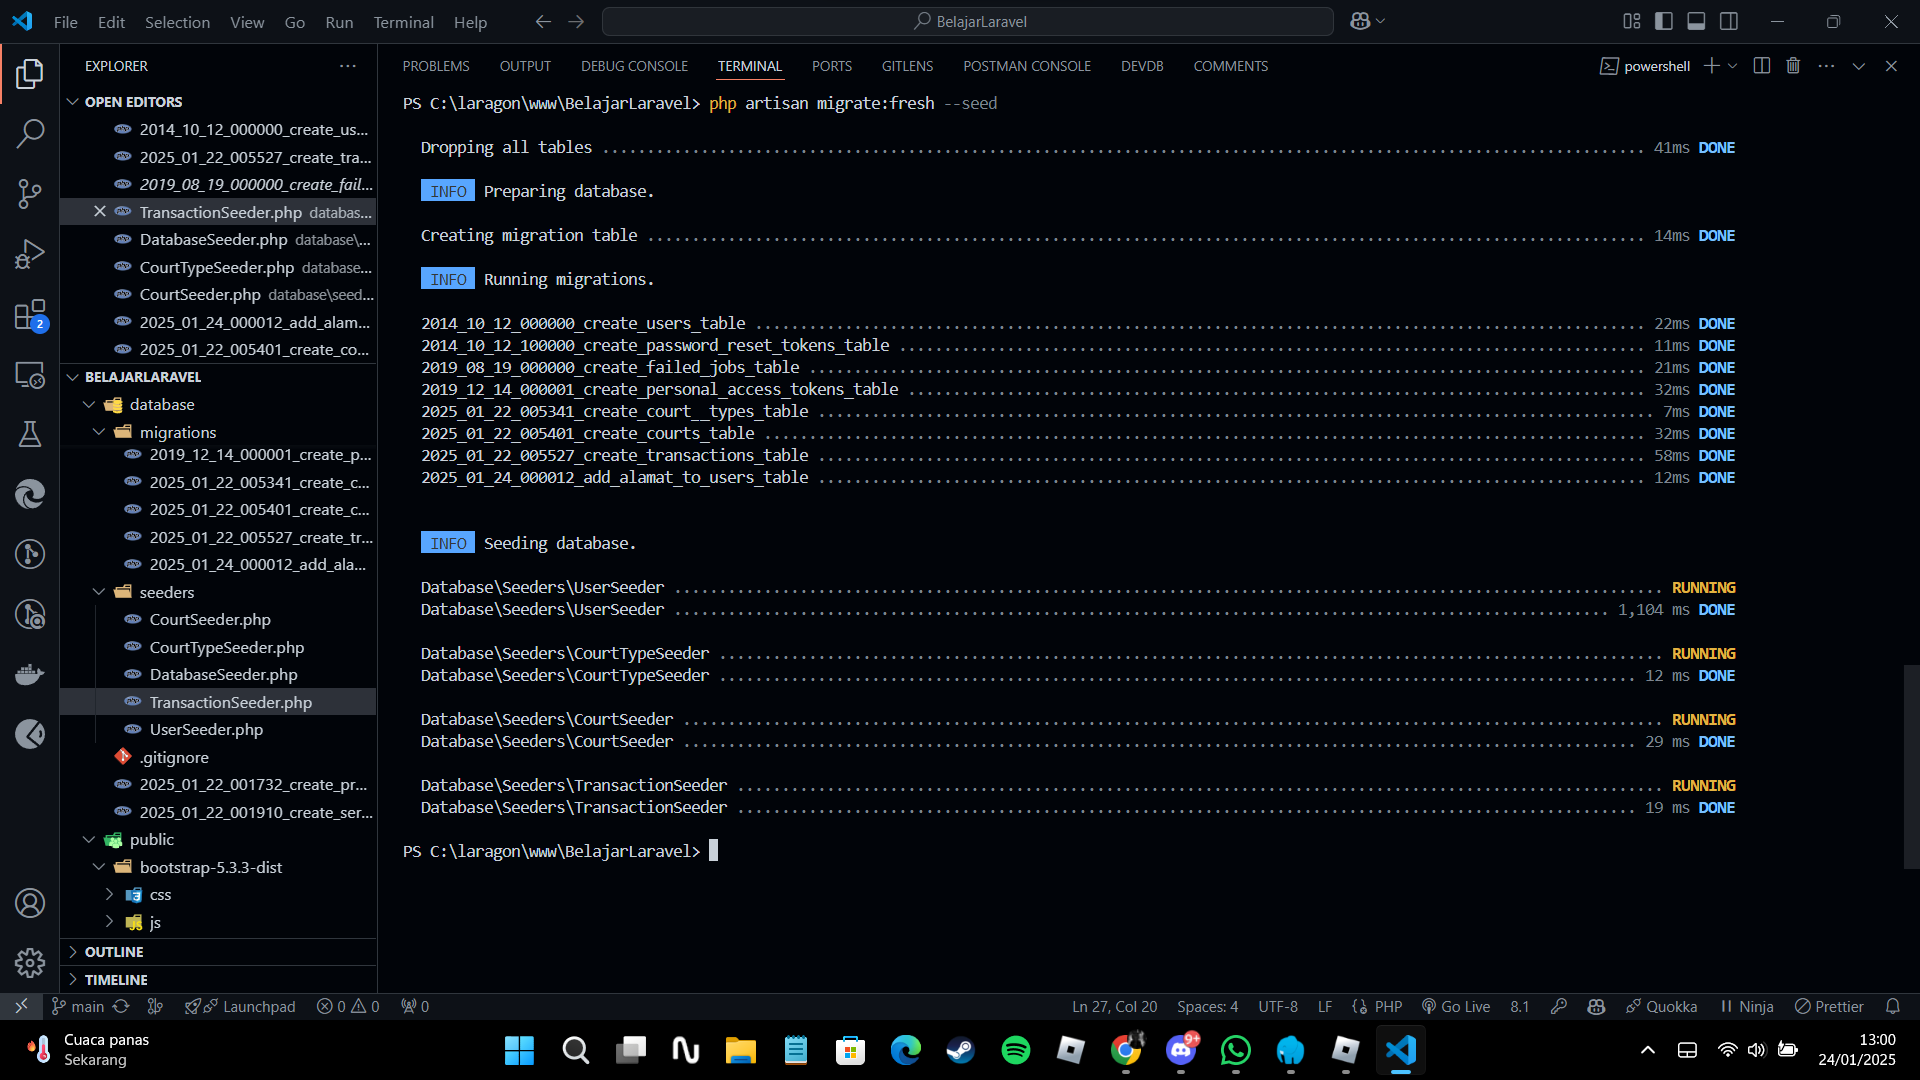 File Edit Selection View Go Run Terminal Help
BelajarLaravel
EXPLORER
OPEN EDITORS
2014_10_12_000000_create_us...
2025_01_22_005527_create_tra...
2019_08_19_000000_create_fail...
TransactionSeeder.php databas...
DatabaseSeeder.php database\...
CourtTypeSeeder.php database...
CourtSeeder.php database\seed...
2025_01_24_000012_add_alam...
2025_01_22_005401_create_co...
BELAJARLARAVEL
database
migrations
2019_12_14_000001_create_p...
2025_01_22_005341_create_c...
2025_01_22_005401_create_c...
2025_01_22_005527_create_tr...
2025_01_24_000012_add_ala...
seeders
CourtSeeder.php
CourtTypeSeeder.php
DatabaseSeeder.php
TransactionSeeder.php
UserSeeder.php
.gitignore
2025_01_22_001732_create_pr...
2025_01_22_001910_create_ser...
public
bootstrap-5.3.3-dist
css
js
OUTLINE
TIMELINE
2
PROBLEMS OUTPUT DEBUG CONSOLE TERMINAL PORTS GITLENS POSTMAN CONSOLE DEVDB COMMENTS
powershell
PS C:\laragon\www\BelajarLaravel> php artisan migrate:fresh --seed
Dropping all tables ........ 41ms DONE
INFO Preparing database.
Creating migration table ........ 14ms DONE
INFO Running migrations.
2014_10_12_000000_create_users_table ........ 22ms DONE
2014_10_12_100000_create_password_reset_tokens_table ........ 11ms DONE
2019_08_19_000000_create_failed_jobs_table ........ 21ms DONE
2019_12_14_000001_create_personal_access_tokens_table ........ 32ms DONE
2025_01_22_005341_create_court__types_table ........ 7ms DONE
2025_01_22_005401_create_courts_table ........ 32ms DONE
2025_01_22_005527_create_transactions_table ........ 58ms DONE
2025_01_24_000012_add_alamat_to_users_table ........ 12ms DONE
INFO Seeding database.
Database\Seeders\UserSeeder ........ RUNNING
Database\Seeders\UserSeeder ........ 1,104 ms DONE
Database\Seeders\CourtTypeSeeder ........ RUNNING
Database\Seeders\CourtTypeSeeder ........ 12 ms DONE
Database\Seeders\CourtSeeder ........ RUNNING
Database\Seeders\CourtSeeder ........ 29 ms DONE
Database\Seeders\TransactionSeeder ........ RUNNING
Database\Seeders\TransactionSeeder ........ 19 ms DONE
PS C:\laragon\www\BelajarLaravel>
main Launchpad 0 0 0 Ln 27, Col 20 Spaces: 4 UTF-8 LF PHP Go Live 8.1 Quokka Ninja Prettier
Cuaca panas
Sekarang
9+
13:00
24/01/2025